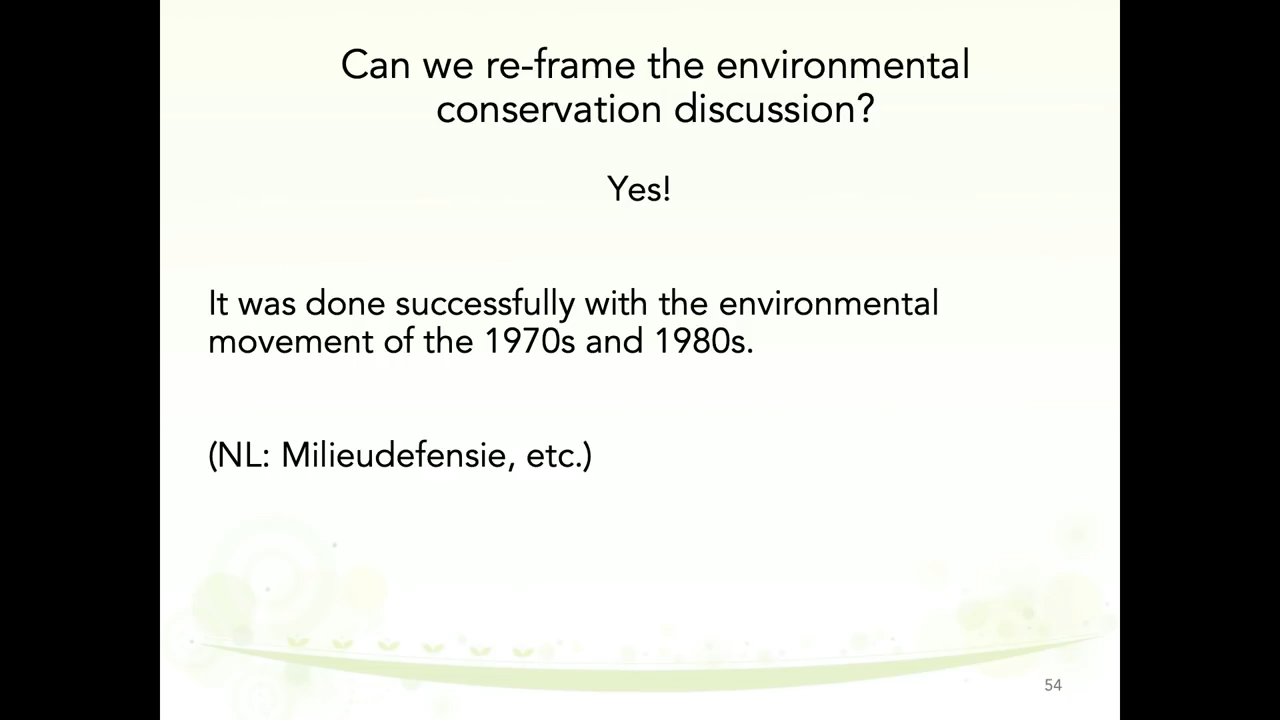 Can we re-frame the environmental
conservation discussion?
Yes!
It was done successfully with the environmental
movement of the 1970s and 1980s.
(NL: Milieudefensie, etc.)
54